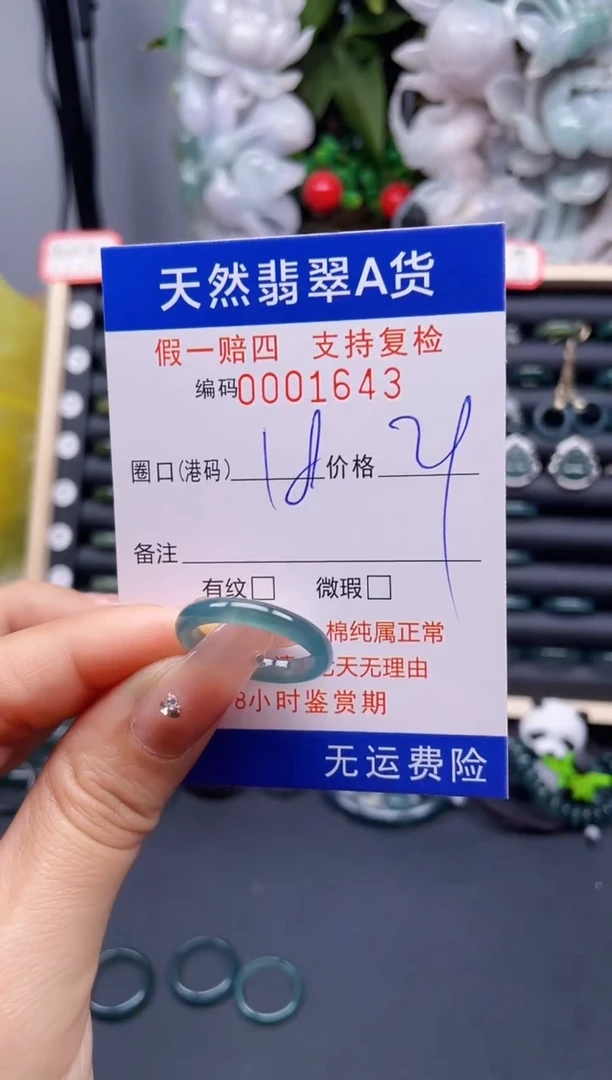 天然翡翠A货
假一赔四 支持复检
编码0001643
圈口(港码) 价格
备注
有纹□ 微瑕□
棉纯属正常
天无理由
8小时鉴赏期
无运费险